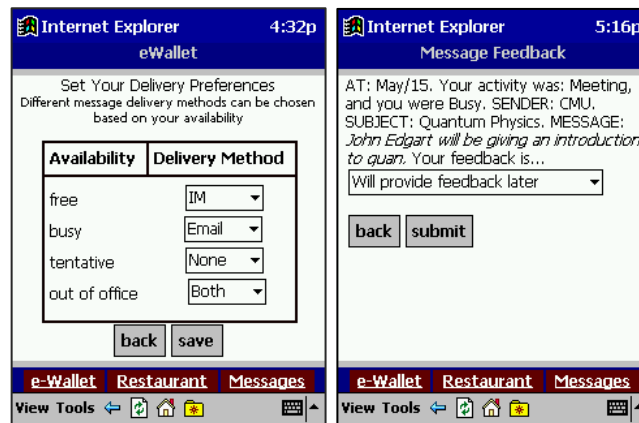 Internet Explorer 4:32p
eWallet
Set Your Delivery Preferences
Different message delivery methods can be chosen
based on your availability
Availability Delivery Method
free IM
busy Email
tentative None
out of office Both
back save
e-Wallet Restaurant Messages
View Tools
Internet Explorer 5:16p
Message Feedback
AT: May/15. Your activity was: Meeting,
and you were Busy. SENDER: CMU.
SUBJECT: Quantum Physics. MESSAGE:
John Edgart will be giving an introduction
to quan. Your feedback is...
Will provide feedback later
back submit
e-Wallet Restaurant Messages
View Tools